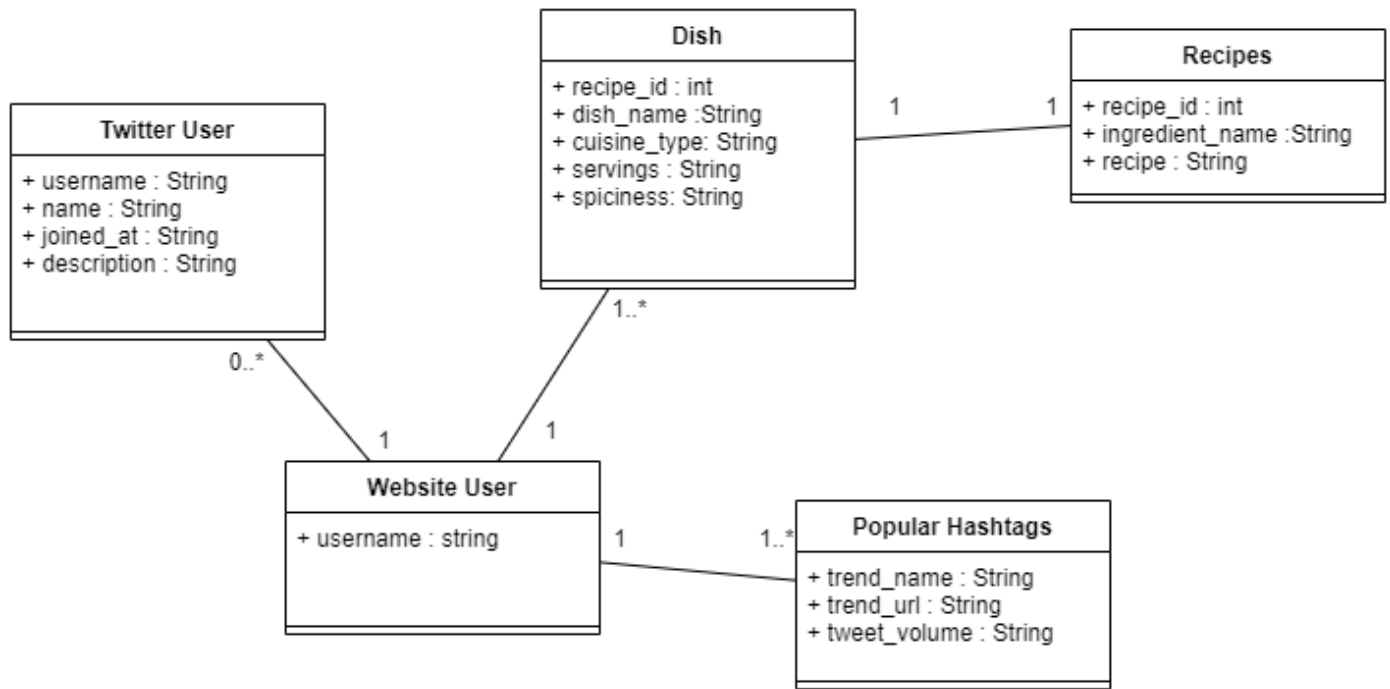 Dish
+ recipe_id : int
+ dish_name :String
+ cuisine_type: String
+ servings : String
+ spiciness: String
1
1
Recipes
+ recipe_id : int
+ ingredient_name :String
+ recipe : String
Twitter User
+ username : String
+ name : String
+ joined_at : String
+ description : String
0..*
1
1..*
1
Website User
+ username : string
1
1..*
Popular Hashtags
+ trend_name : String
+ trend_url : String
+ tweet_volume : String